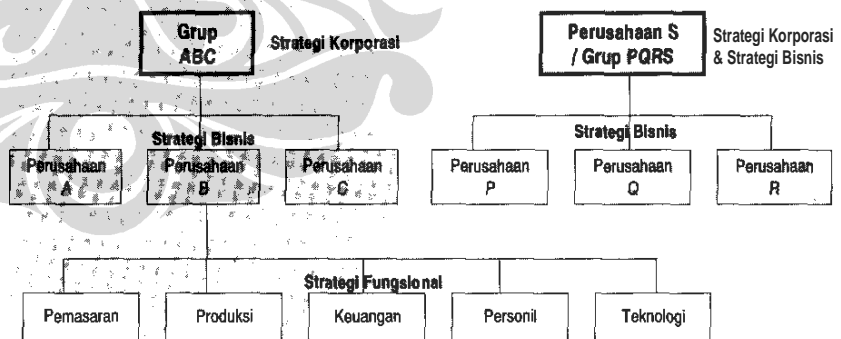 Grup
ABC
Strategi Korporasi
Perusahaan S
/ Grup PQRS
Strategi Korporasi
& Strategi Bisnis
Strategi Bisnis
Strategi Bisnis
Perusahaan
A
Perusahaan
B
Perusahaan
C
Perusahaan
P
Perusahaan
Q
Perusahaan
R
Strategi Fungsional
Pemasaran
Produksi
Keuangan
Personil
Teknologi